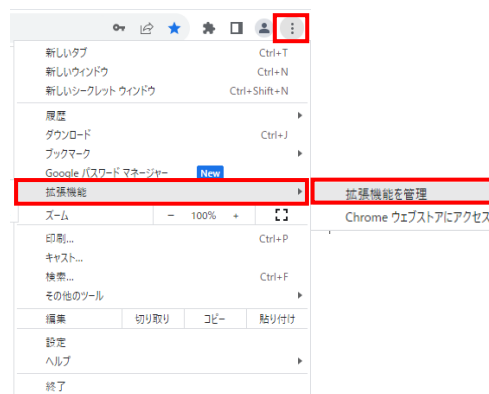 新しいタブ Ctrl+T
新しいウィンドウ Ctrl+N
新しいシークレット ウィンドウ Ctrl+Shift+N
履歴
ダウンロード Ctrl+J
ブックマーク
Google パスワード マネージャー New
拡張機能 拡張機能を管理
ズーム - 100% + Chrome ウェブストアにアクセス
印刷... Ctrl+P
キャスト...
検索... Ctrl+F
その他のツール
編集 切り取り コピー 貼り付け
設定
ヘルプ
終了